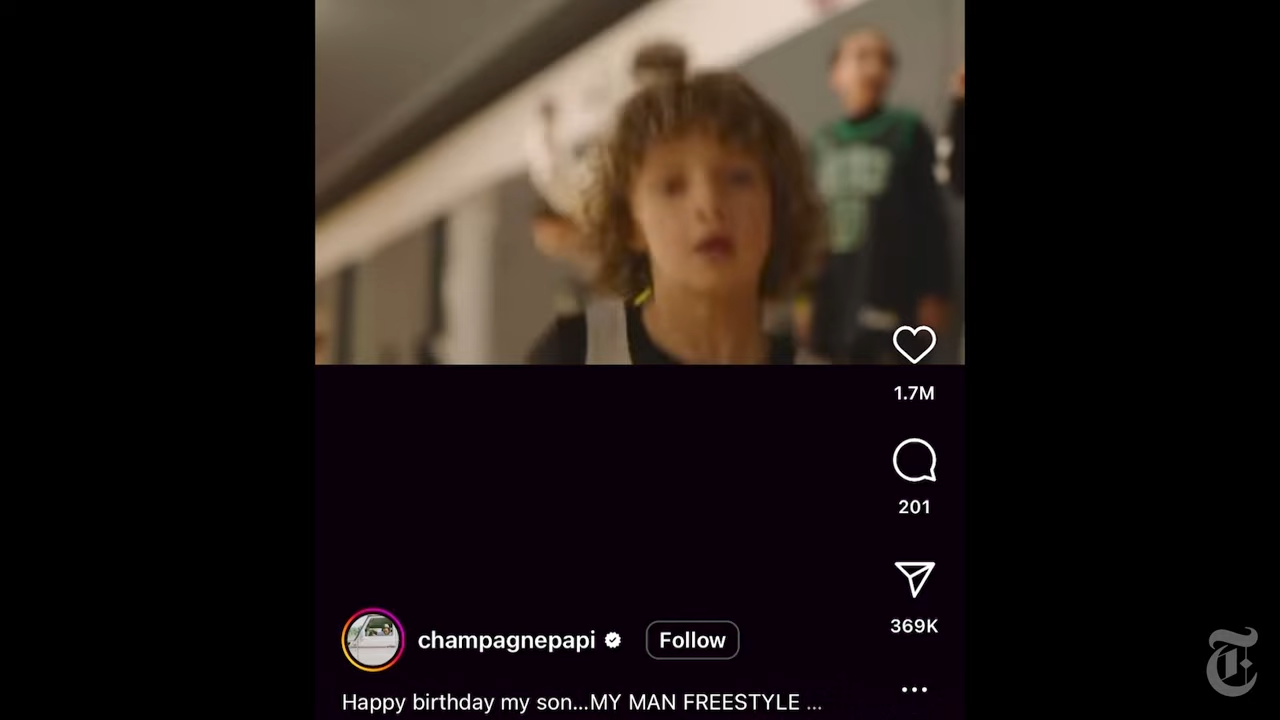 1.7M
201
369K
champagnepapi
Follow
Happy birthday my son...MY MAN FREESTYLE ...